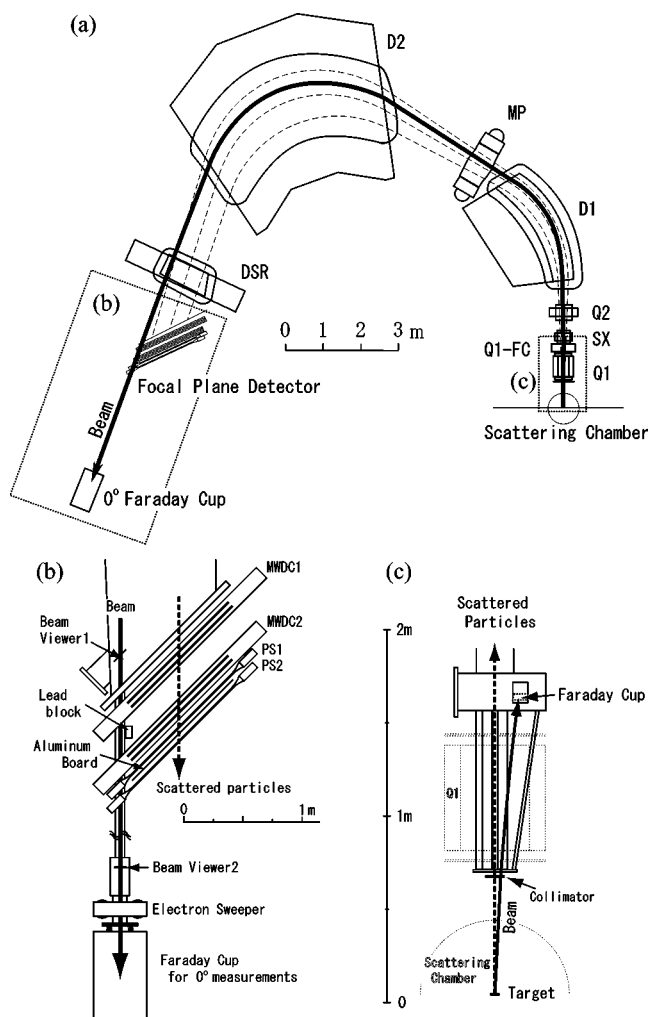 (a)
D2
MP
D1
DSR
(b)
Q2
SX
Q1-FC
Q1
(c)
0 1 2 3 m
Focal Plane Detector
Scattering Chamber
Beam
0° Faraday Cup
(b)
MWDC1
Beam
Beam
Viewer1
MWDC2
PS1
PS2
Lead
block
Aluminum
Board
Scattered particles
0 1m
Beam Viewer2
Electron Sweeper
Faraday Cup
for 0° measurements
(c)
Scattered
Particles
2m
Faraday Cup
Q1
1m
Collimator
Beam
Scattering
Chamber
0
Target